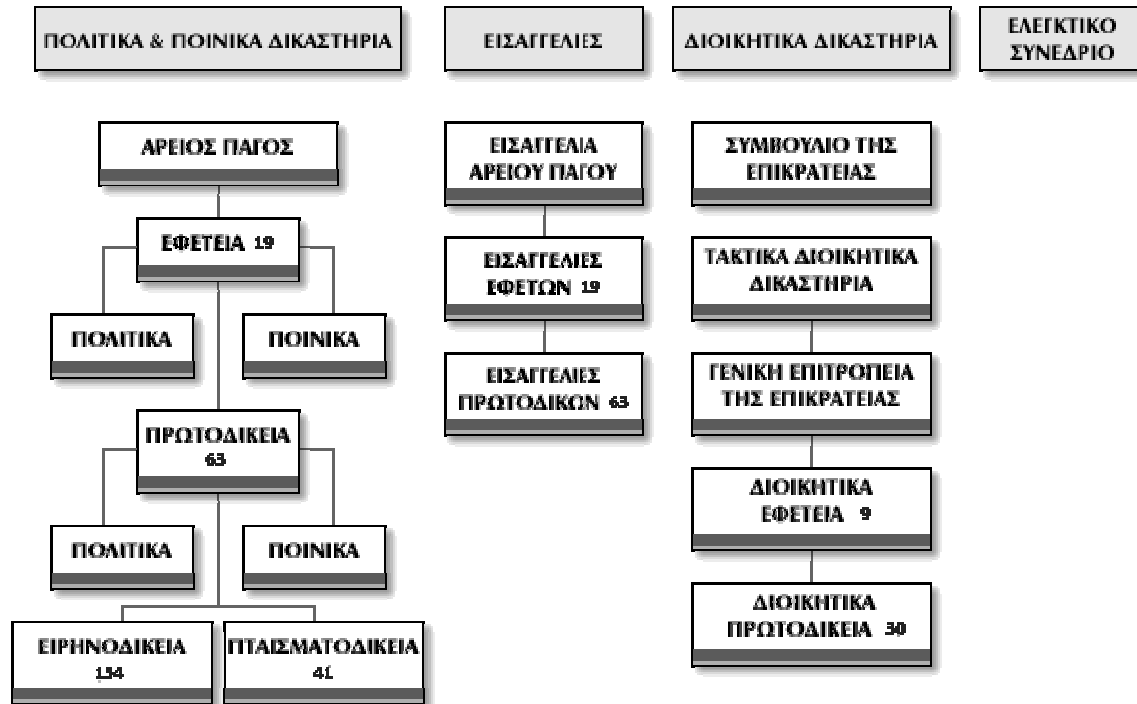 ΠΟΛΙΤΙΚΑ & ΠΟΙΝΙΚΑ ΔΙΚΑΣΤΗΡΙΑ
ΑΡΕΙΟΣ ΠΑΓΟΣ
ΕΦΕΤΕΙΑ 19
ΠΟΛΙΤΙΚΑ
ΠΟΙΝΙΚΑ
ΠΡΩΤΟΔΙΚΕΙΑ
63
ΠΟΛΙΤΙΚΑ
ΠΟΙΝΙΚΑ
ΕΙΡΗΝΟΔΙΚΕΙΑ
154
ΠΤΑΙΣΜΑΤΟΔΙΚΕΙΑ
41
ΕΙΣΑΓΓΕΛΙΕΣ
ΕΙΣΑΓΓΕΛΙΑ
ΑΡΕΙΟΥ ΠΑΓΟΥ
ΕΙΣΑΓΓΕΛΙΕΣ
ΕΦΕΤΩΝ 19
ΕΙΣΑΓΓΕΛΙΕΣ
ΠΡΩΤΟΔΙΚΩΝ 63
ΔΙΟΙΚΗΤΙΚΑ ΔΙΚΑΣΤΗΡΙΑ
ΣΥΜΒΟΥΛΙΟ ΤΗΣ
ΕΠΙΚΡΑΤΕΙΑΣ
ΤΑΚΤΙΚΑ ΔΙΟΙΚΗΤΙΚΑ
ΔΙΚΑΣΤΗΡΙΑ
ΓΕΝΙΚΗ ΕΠΙΤΡΟΠΕΙΑ
ΤΗΣ ΕΠΙΚΡΑΤΕΙΑΣ
ΔΙΟΙΚΗΤΙΚΑ
ΕΦΕΤΕΙΑ 9
ΔΙΟΙΚΗΤΙΚΑ
ΠΡΩΤΟΔΙΚΕΙΑ 30
ΕΛΕΓΚΤΙΚΟ
ΣΥΝΕΔΡΙΟ